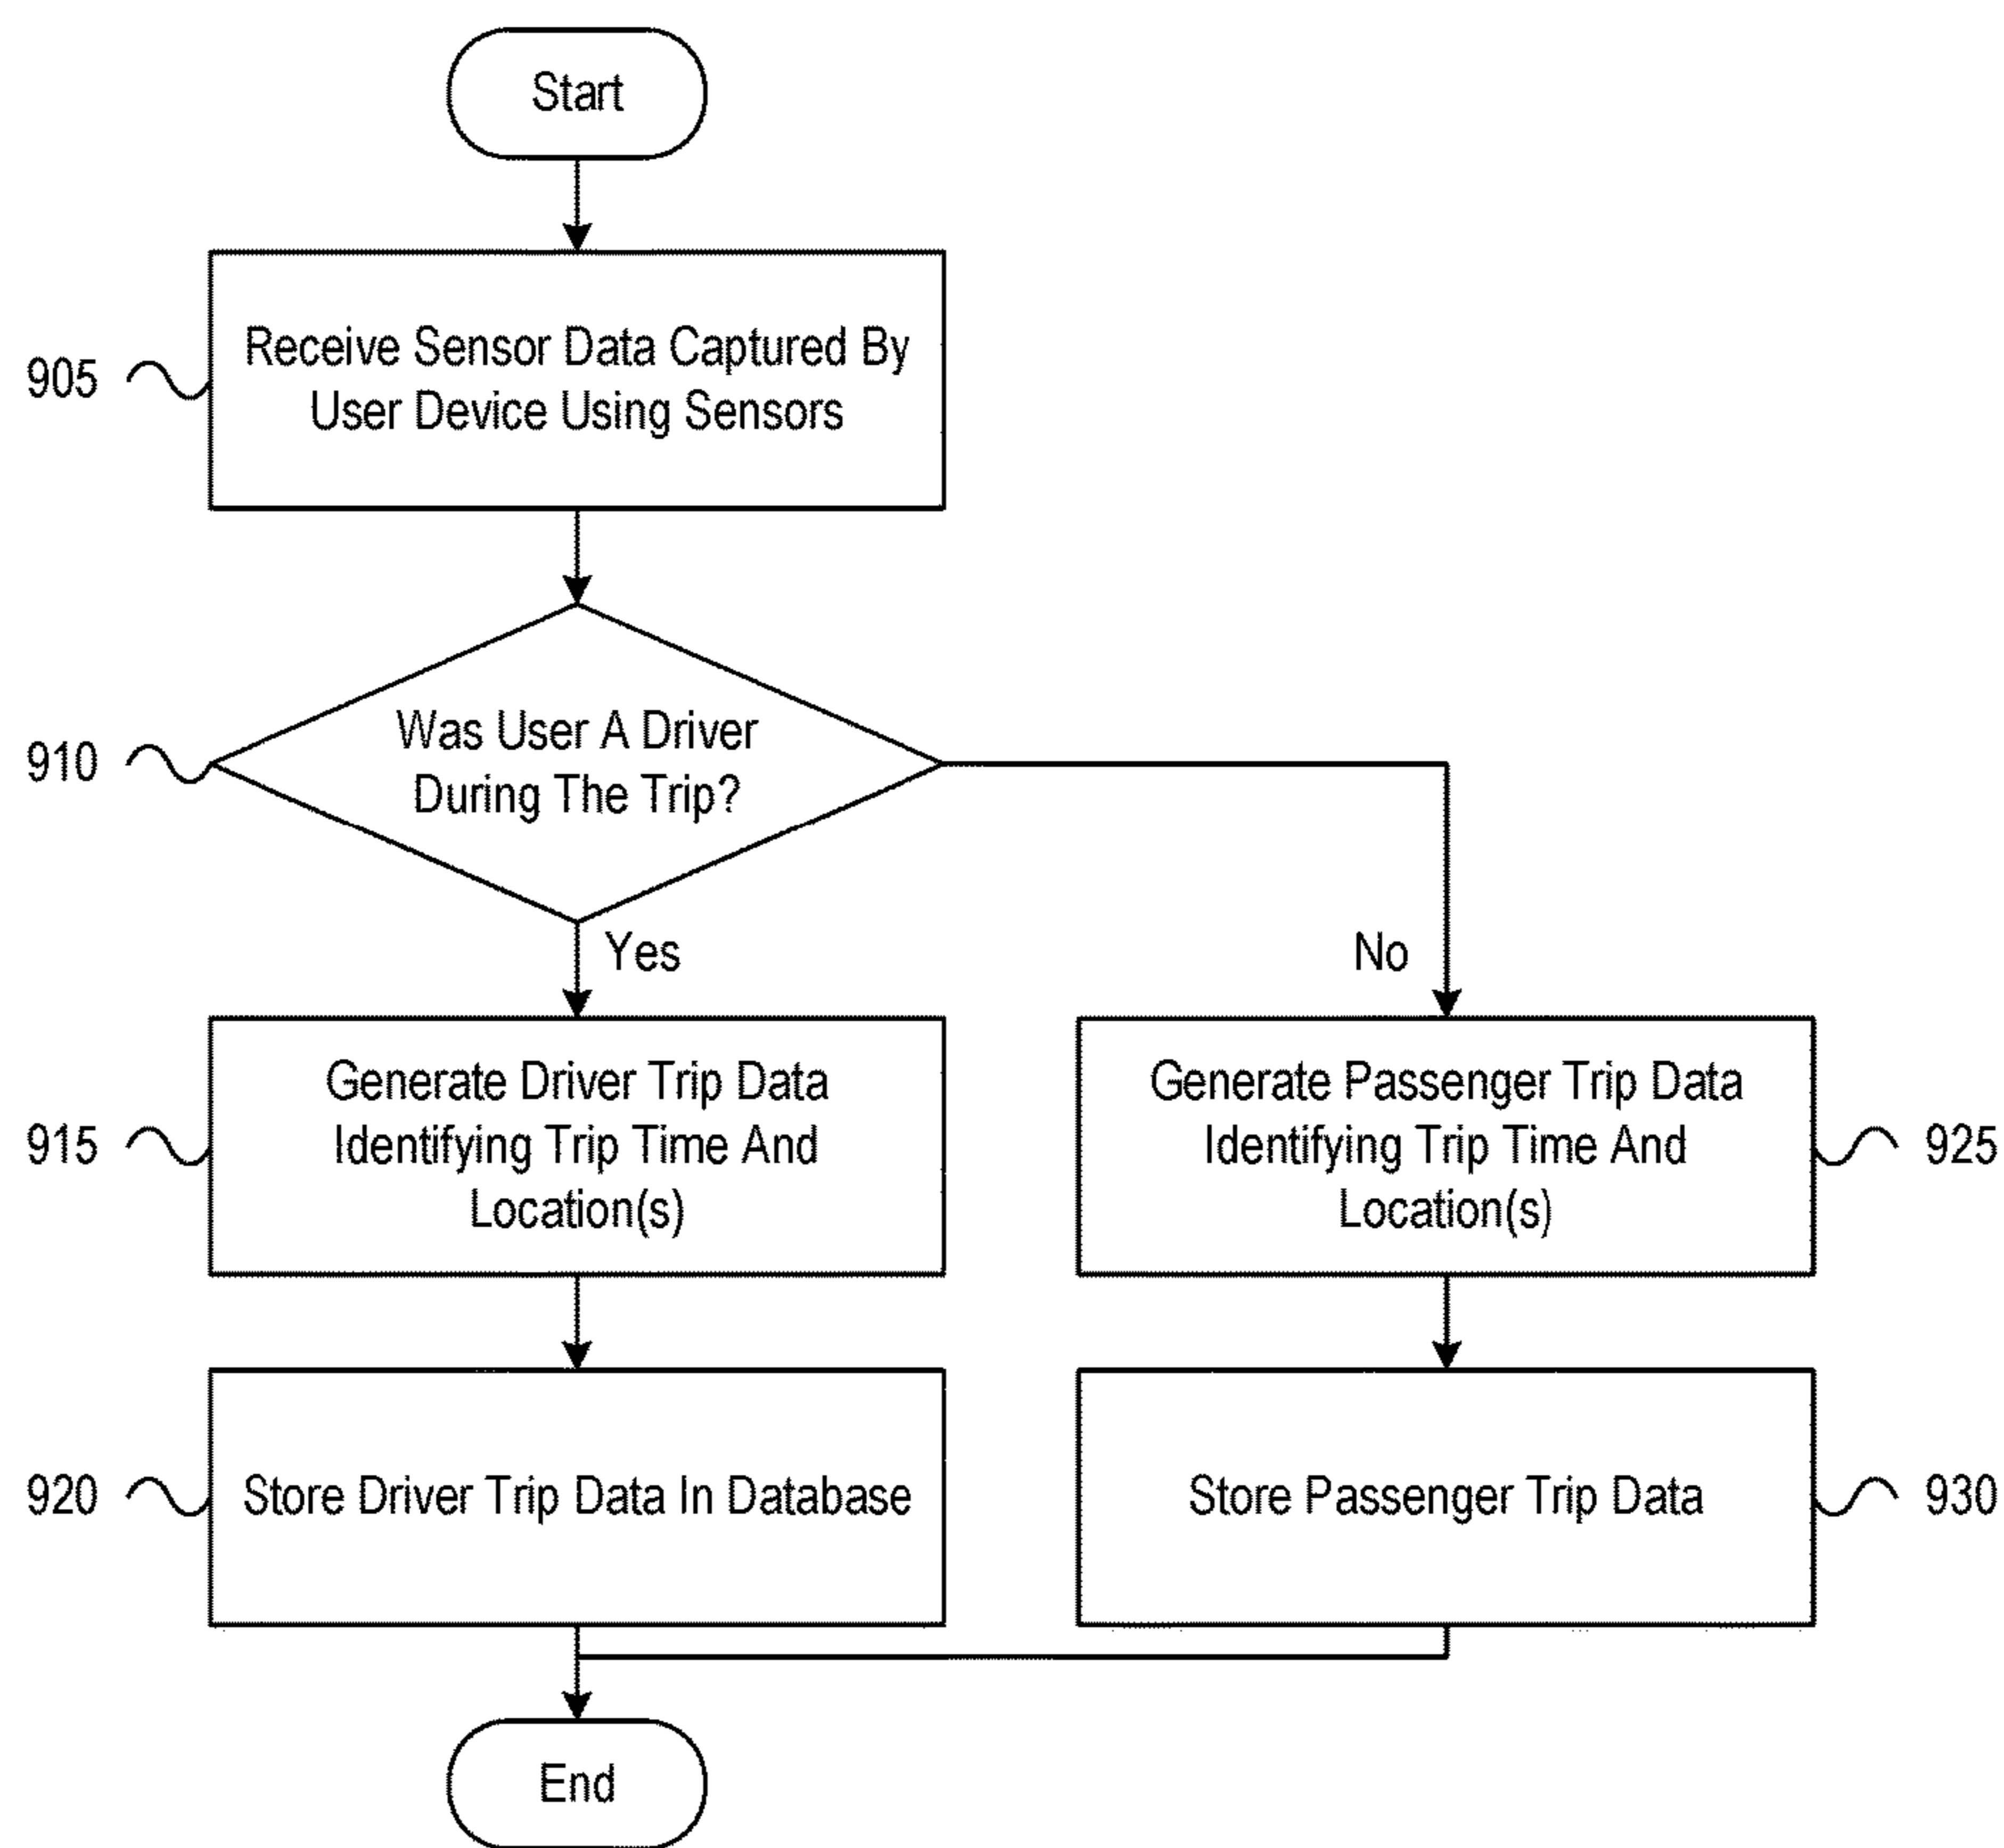 Start
Receive Sensor Data Captured By
905
User Device Using Sensors
Was User A Driver
910
During The Trip?
Yes
No
Generate Driver Trip Data
Identifying Trip Time And
Location(s)
915
Generate Passenger Trip Data
Identifying Trip Time And
Location(s)
925
920
Store Driver Trip Data In Database
Store Passenger Trip Data
930
End